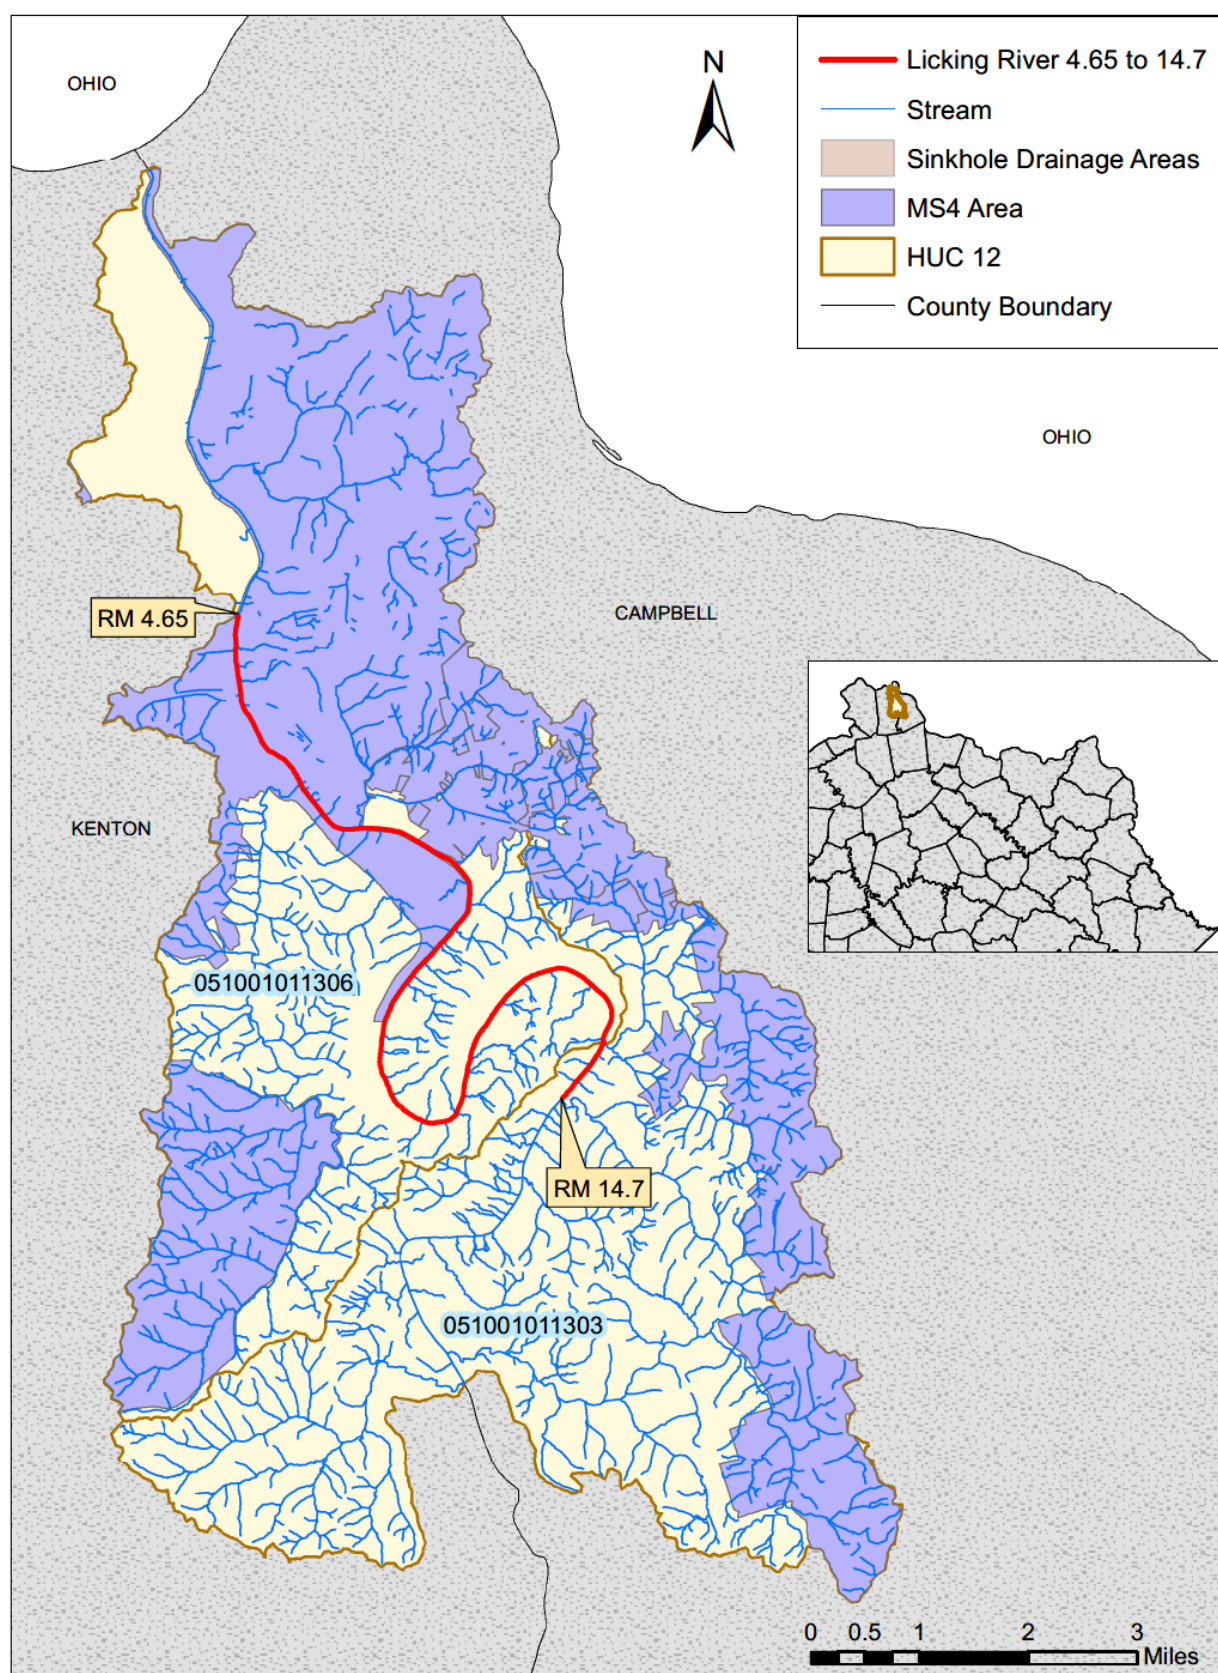 OHIO
N
Licking River 4.65 to 14.7
Stream
Sinkhole Drainage Areas
MS4 Area
HUC 12
County Boundary
OHIO
RM 4.65
CAMPBELL
KENTON
051001011306
RM 14.7
051001011303
0 0.5 1 2 3
Miles